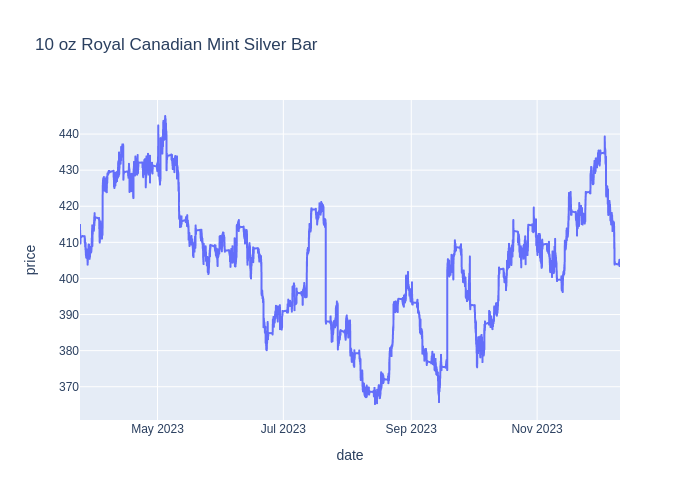 10 oz Royal Canadian Mint Silver Bar
price
440
430
420
410
400
390
380
370
May 2023
Jul 2023
Sep 2023
Nov 2023
date